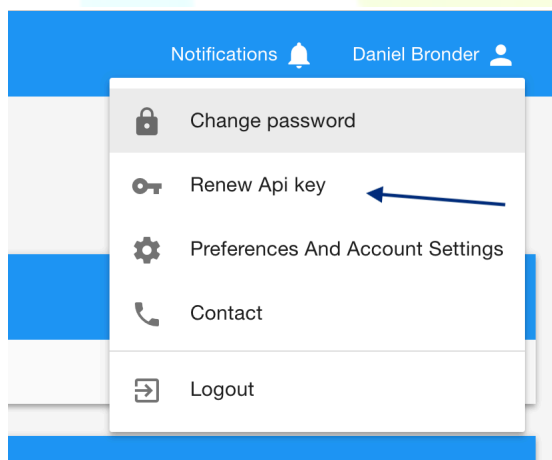 Notifications Daniel Bronder
Change password
Renew Api key
Preferences And Account Settings
Contact
Logout